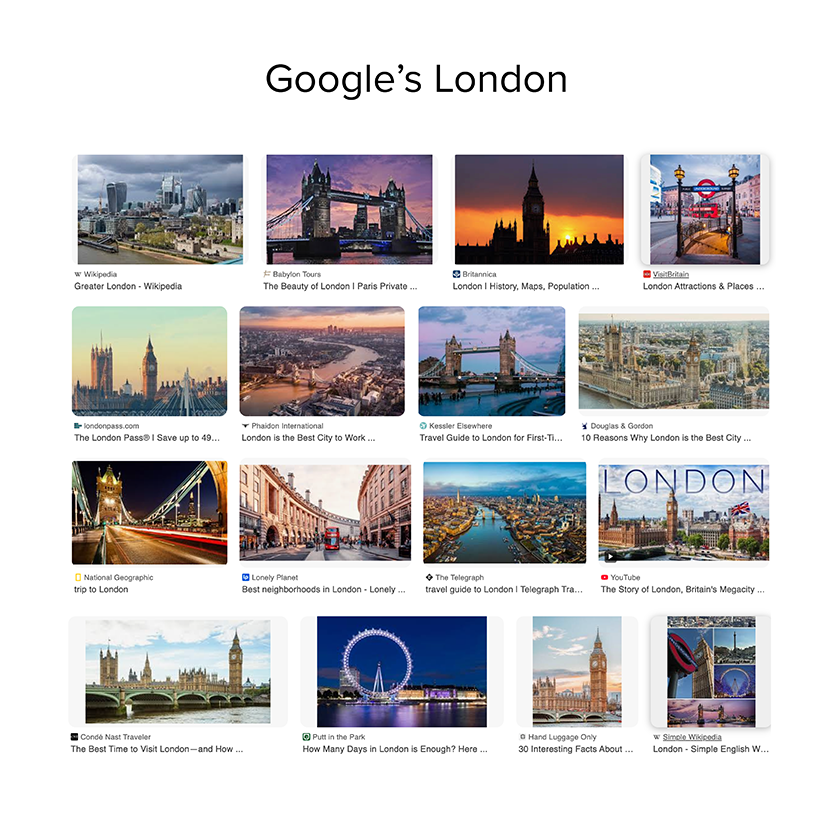 Google’s London
Wikipedia
Babylon Tours
Britannica
VisitBritain
Greater London - Wikipedia
The Beauty of London | Paris Private ...
London | History, Maps, Population ...
London Attractions & Places ...
UNDERGROUND
londonpass.com
Phaidon International
Kessler Elsewhere
Douglas & Gordon
The London Pass® | Save up to 49...
London is the Best City to Work ...
Travel Guide to London for First-Ti...
10 Reasons Why London is the Best City ...
LONDON
National Geographic
Lonely Planet
The Telegraph
YouTube
trip to London
Best neighborhoods in London - Lonely ...
travel guide to London | Telegraph Tra...
The Story of London, Britain's Megacity ...
Condé Nast Traveler
Putt in the Park
Hand Luggage Only
Simple Wikipedia
The Best Time to Visit London—and How ...
How Many Days in London is Enough? Here ...
30 Interesting Facts About ...
London - Simple English W...